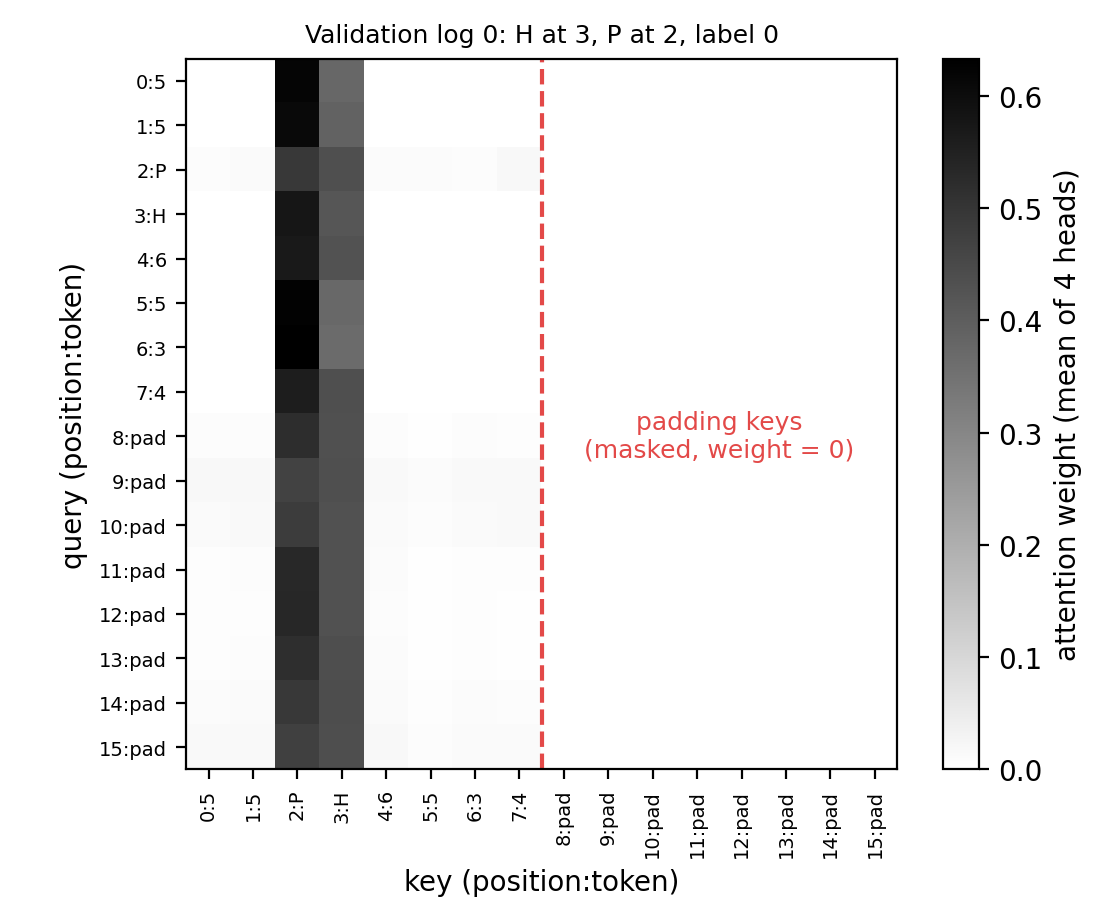 Validation log 0: H at 3, P at 2, label 0
query (position:token)
0:5
1:5
2:P
3:H
4:6
5:5
6:3
7:4
8:pad
9:pad
10:pad
11:pad
12:pad
13:pad
14:pad
15:pad
padding keys
(masked, weight = 0)
0:5
1:5
2:P
3:H
4:6
5:5
6:3
7:4
8:pad
9:pad
10:pad
11:pad
12:pad
13:pad
14:pad
15:pad
key (position:token)
0.6
0.5
0.4
0.3
0.2
0.1
0.0
attention weight (mean of 4 heads)